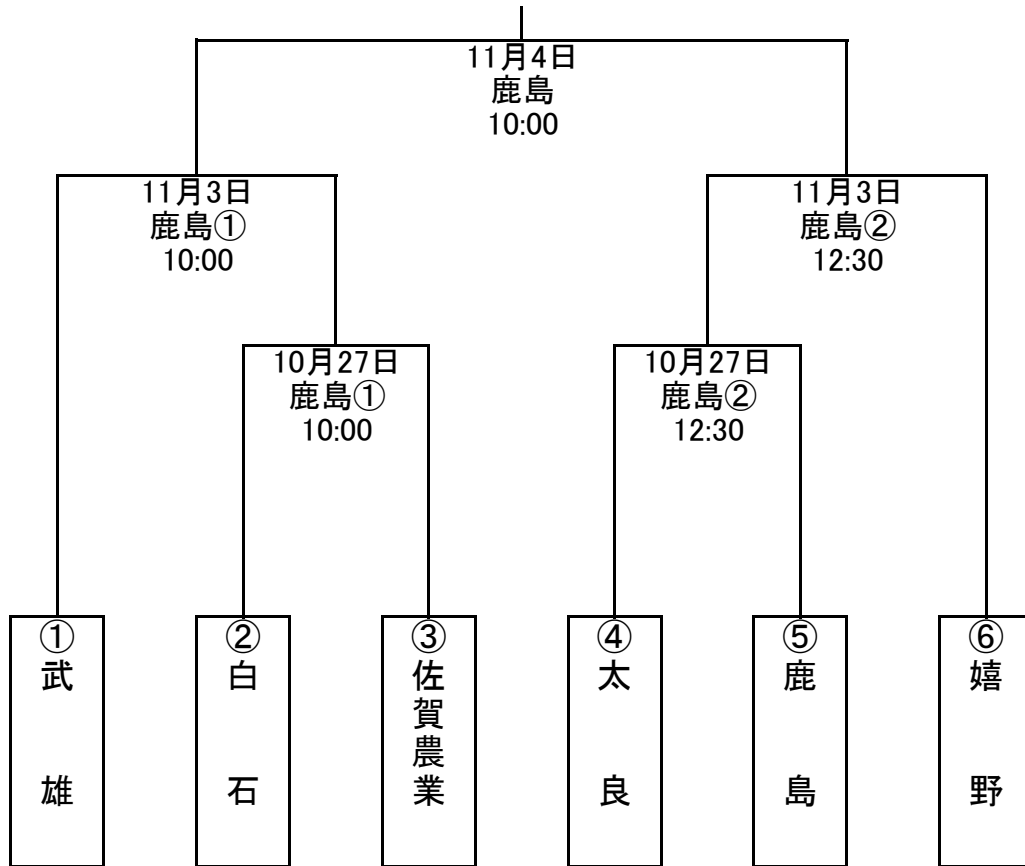 11月4日
鹿島
10:00
11月3日
鹿島①
10:00
11月3日
鹿島②
12:30
10月27日
鹿島①
10:00
10月27日
鹿島②
12:30
①
武雄
②
白石
③
佐賀農業
④
太良
⑤
鹿島
⑥
嬉野